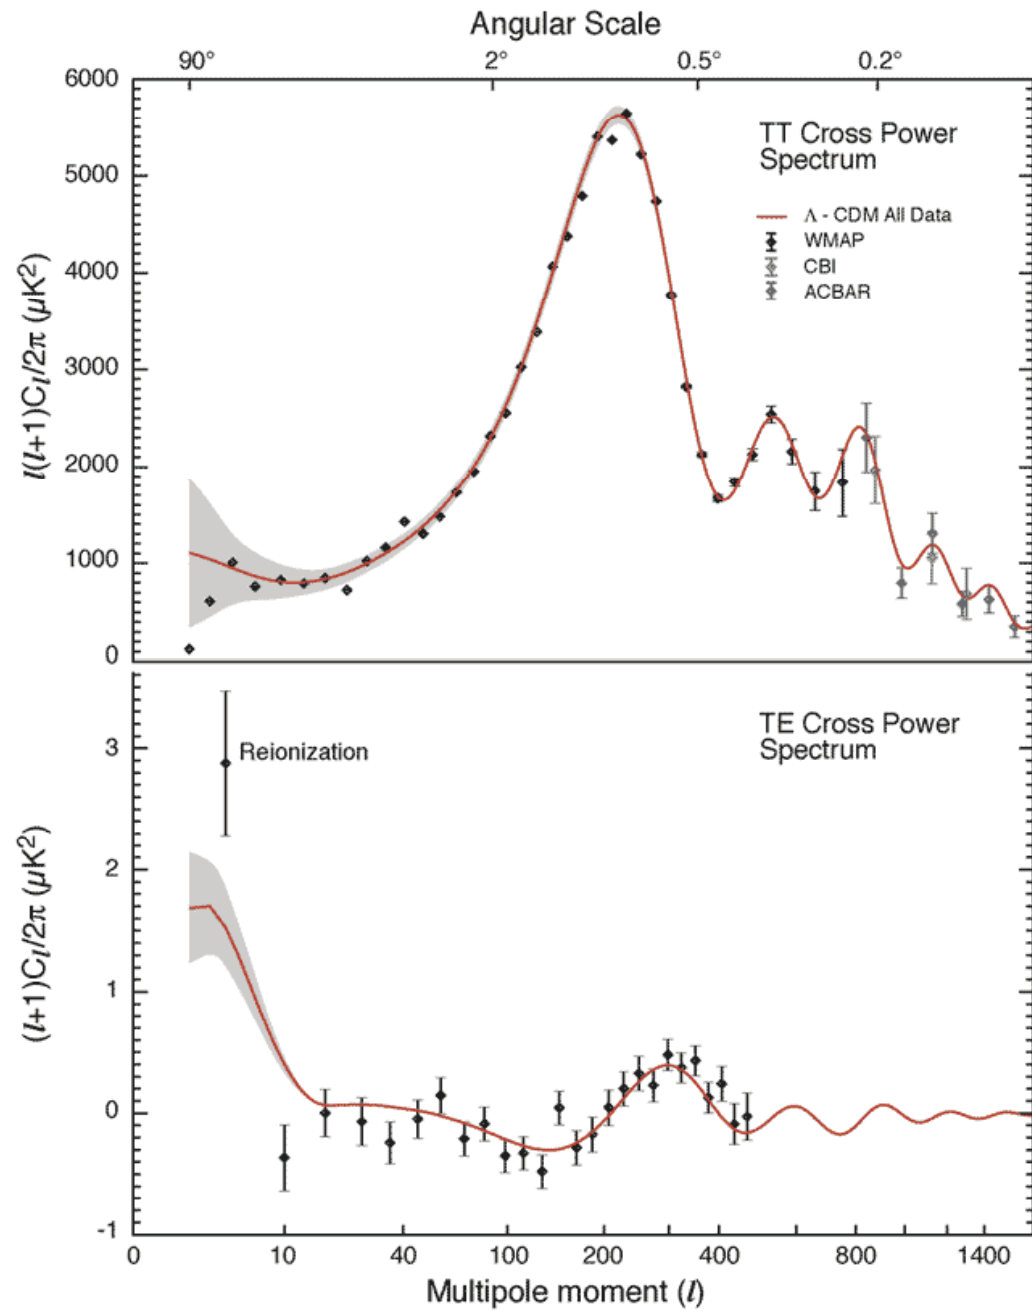 Angular Scale
90° 2° 0.5° 0.2°
6000
5000
4000
3000
2000
1000
0
l(l+1)Cl/2π (μK²)
TT Cross Power
Spectrum
Λ - CDM All Data
WMAP
CBI
ACBAR
3
2
1
0
-1
(l+1)Cl/2π (μK²)
Reionization
TE Cross Power
Spectrum
0 10 40 100 200 400 800 1400
Multipole moment (l)